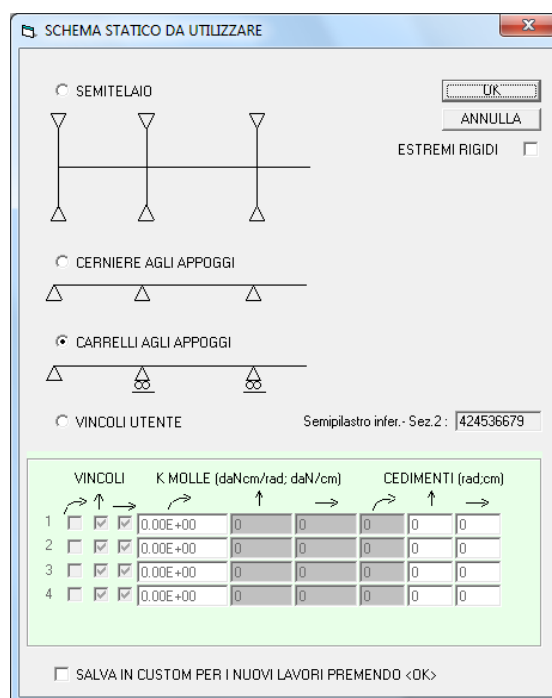 SCHEMA STATICO DA UTILIZZARE
SEMITELAIO
OK
ANNULLA
ESTREMI RIGIDI
CERNIERE AGLI APPOGGI
CARRELLI AGLI APPOGGI
VINCOLI UTENTE Semipilastro infer.- Sez.2 : 424536679
VINCOLI K MOLLE (daNcm/rad; daN/cm) CEDIMENTI (rad;cm)
1 0.00E+00 0 0 0 0 0
2 0.00E+00 0 0 0 0 0
3 0.00E+00 0 0 0 0 0
4 0.00E+00 0 0 0 0 0
SALVA IN CUSTOM PER I NUOVI LAVORI PREMENDO <OK>